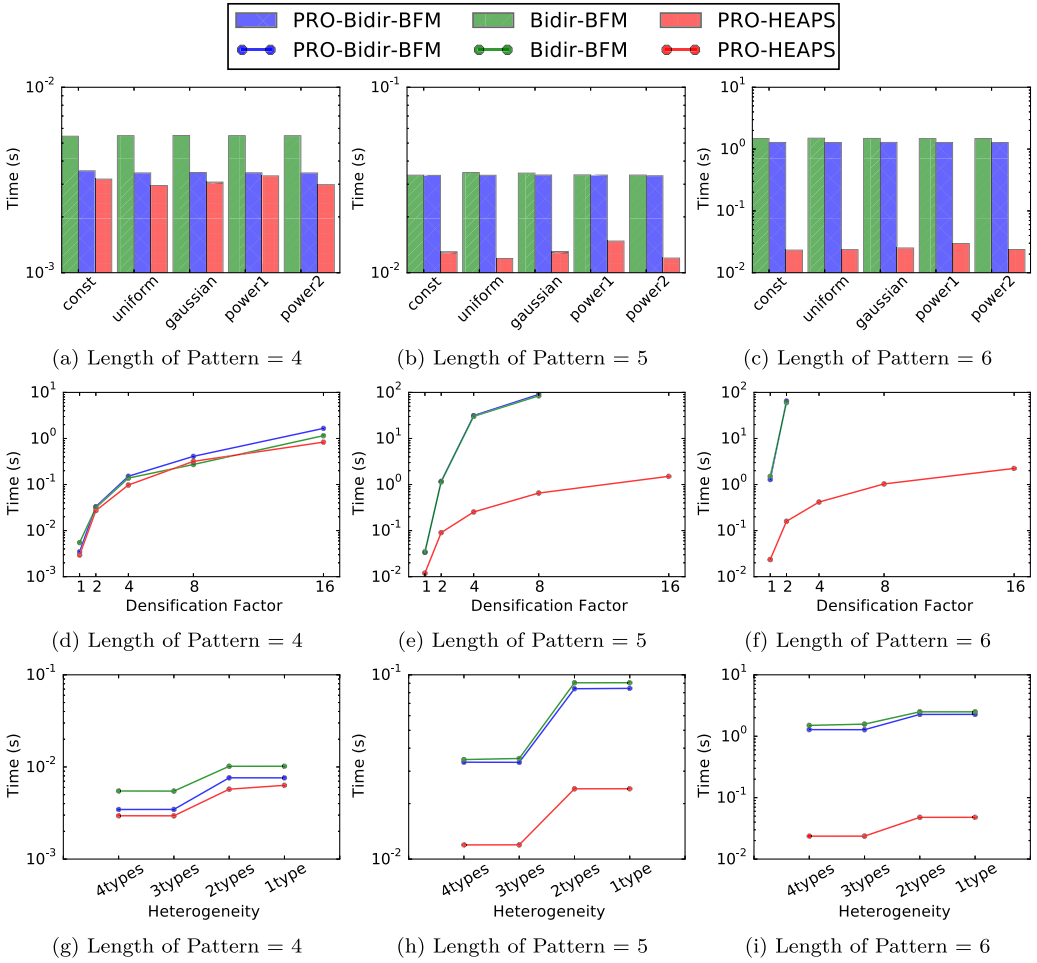 PRO-Bidir-BFM Bidir-BFM PRO-HEAPS
PRO-Bidir-BFM Bidir-BFM PRO-HEAPS
Time (s)
10^-2
10^-3
const uniform gaussian power1 power2
(a) Length of Pattern = 4
Time (s)
10^-1
10^-2
const uniform gaussian power1 power2
(b) Length of Pattern = 5
Time (s)
10^1
10^0
10^-1
10^-2
const uniform gaussian power1 power2
(c) Length of Pattern = 6
Time (s)
10^1
10^0
10^-1
10^-2
10^-3
1 2 4 8 16
Densification Factor
(d) Length of Pattern = 4
Time (s)
10^2
10^1
10^0
10^-1
10^-2
1 2 4 8 16
Densification Factor
(e) Length of Pattern = 5
Time (s)
10^2
10^1
10^0
10^-1
10^-2
1 2 4 8 16
Densification Factor
(f) Length of Pattern = 6
Time (s)
10^-1
10^-2
10^-3
4types 3types 2types 1type
Heterogeneity
(g) Length of Pattern = 4
Time (s)
10^-1
10^-2
4types 3types 2types 1type
Heterogeneity
(h) Length of Pattern = 5
Time (s)
10^1
10^0
10^-1
10^-2
4types 3types 2types 1type
Heterogeneity
(i) Length of Pattern = 6